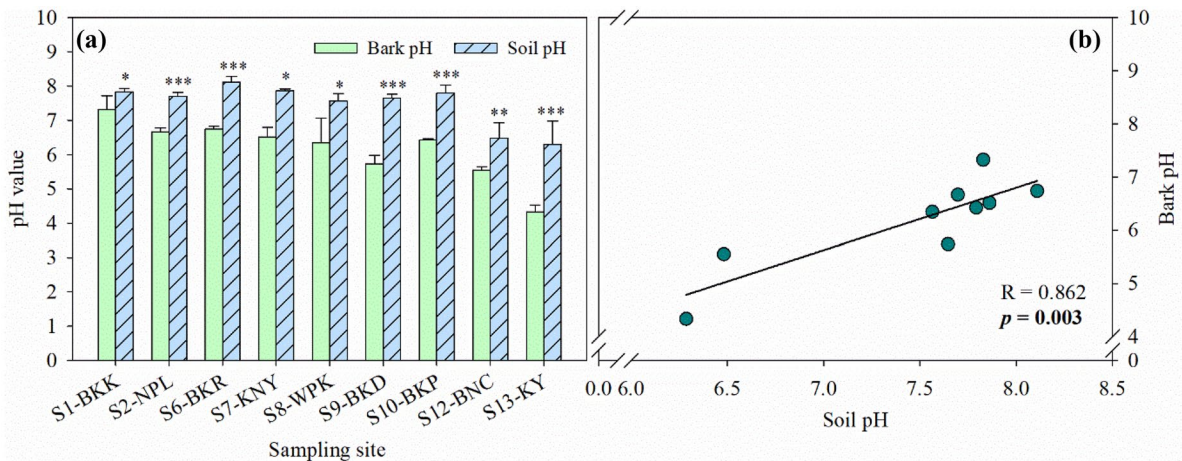 (a)
Bark pH
Soil pH
10
9
8
7
6
5
4
3
2
1
0
pH value
*
***
***
*
*
***
***
**
***
S1-BKK
S2-NPL
S6-BKR
S7-KNY
S8-WPK
S9-BKD
S10-BKP
S12-BNC
S13-KY
Sampling site
(b)
10
9
8
7
6
5
4
0
Bark pH
R = 0.862
p = 0.003
0.0
6.0
6.5
7.0
7.5
8.0
8.5
Soil pH